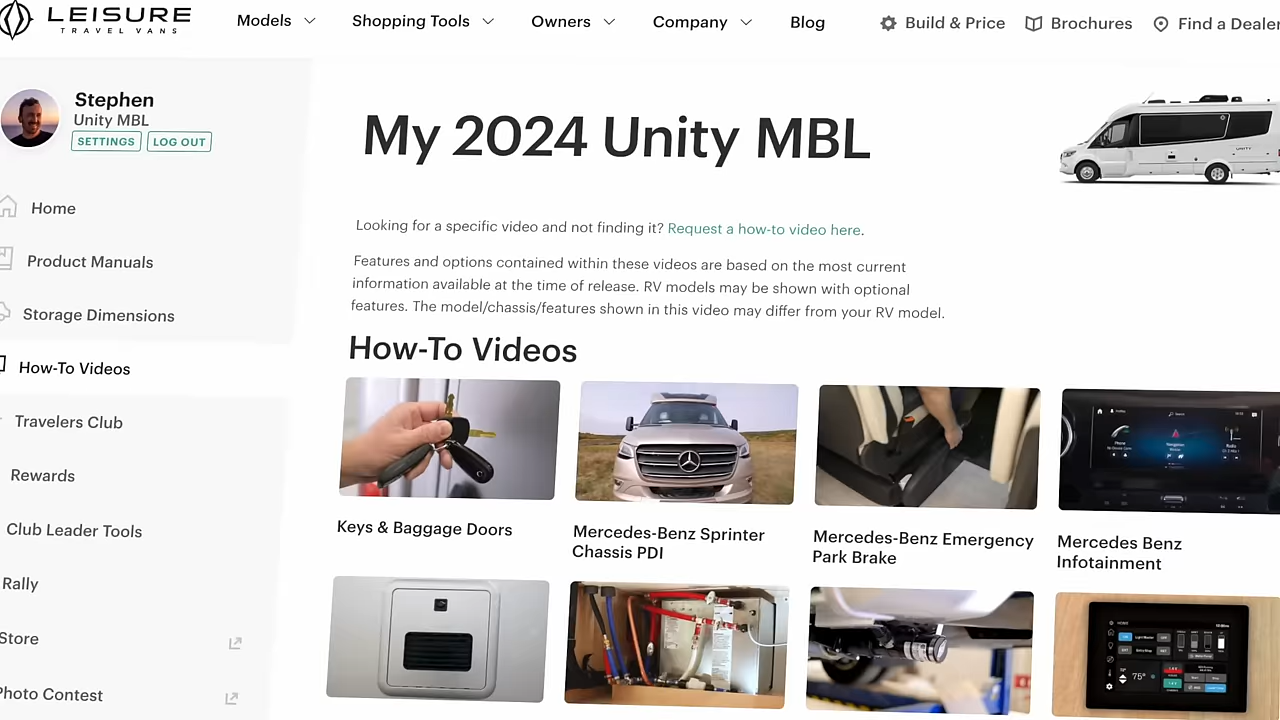 LEISURE
TRAVEL VANS
Models
Shopping Tools
Owners
Company
Blog
Build & Price
Brochures
Find a Dealer
Stephen
Unity MBL
SETTINGS
LOG OUT
Home
Product Manuals
Storage Dimensions
How-To Videos
Travelers Club
Rewards
Club Leader Tools
Rally
Store
Photo Contest
My 2024 Unity MBL
UNITY
Looking for a specific video and not finding it? Request a how-to video here.
Features and options contained within these videos are based on the most current
information available at the time of release. RV models may be shown with optional
features. The model/chassis/features shown in this video may differ from your RV model.
How-To Videos
Keys & Baggage Doors
Mercedes-Benz Sprinter
Chassis PDI
Mercedes-Benz Emergency
Park Brake
Phone
Navigation
Radio
Mercedes Benz
Infotainment
HOME
75°